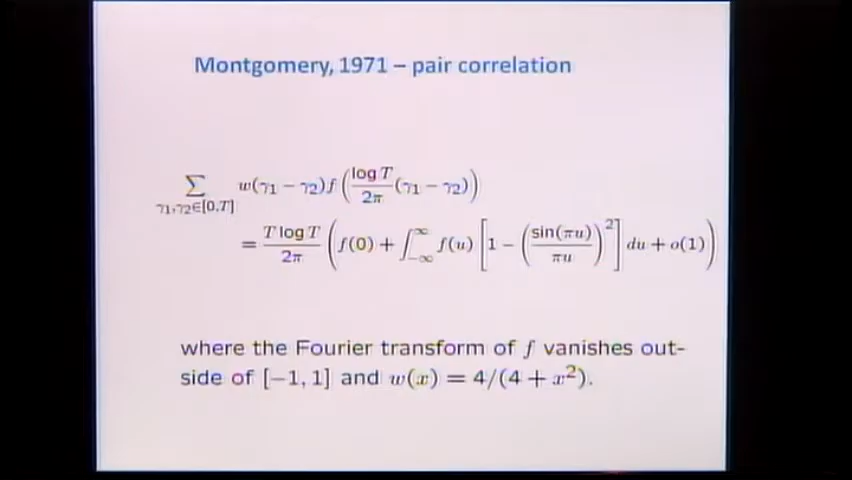 Montgomery, 1971 – pair correlation
∑_{γ₁,γ₂∈[0,T]} w(γ₁ − γ₂)f((log T / 2π)(γ₁ − γ₂))
= (T log T / 2π) (f(0) + ∫_{−∞}^{∞} f(u) [1 − (sin(πu) / πu)²] du + o(1))
where the Fourier transform of f vanishes out-
side of [−1, 1] and w(x) = 4/(4 + x²).